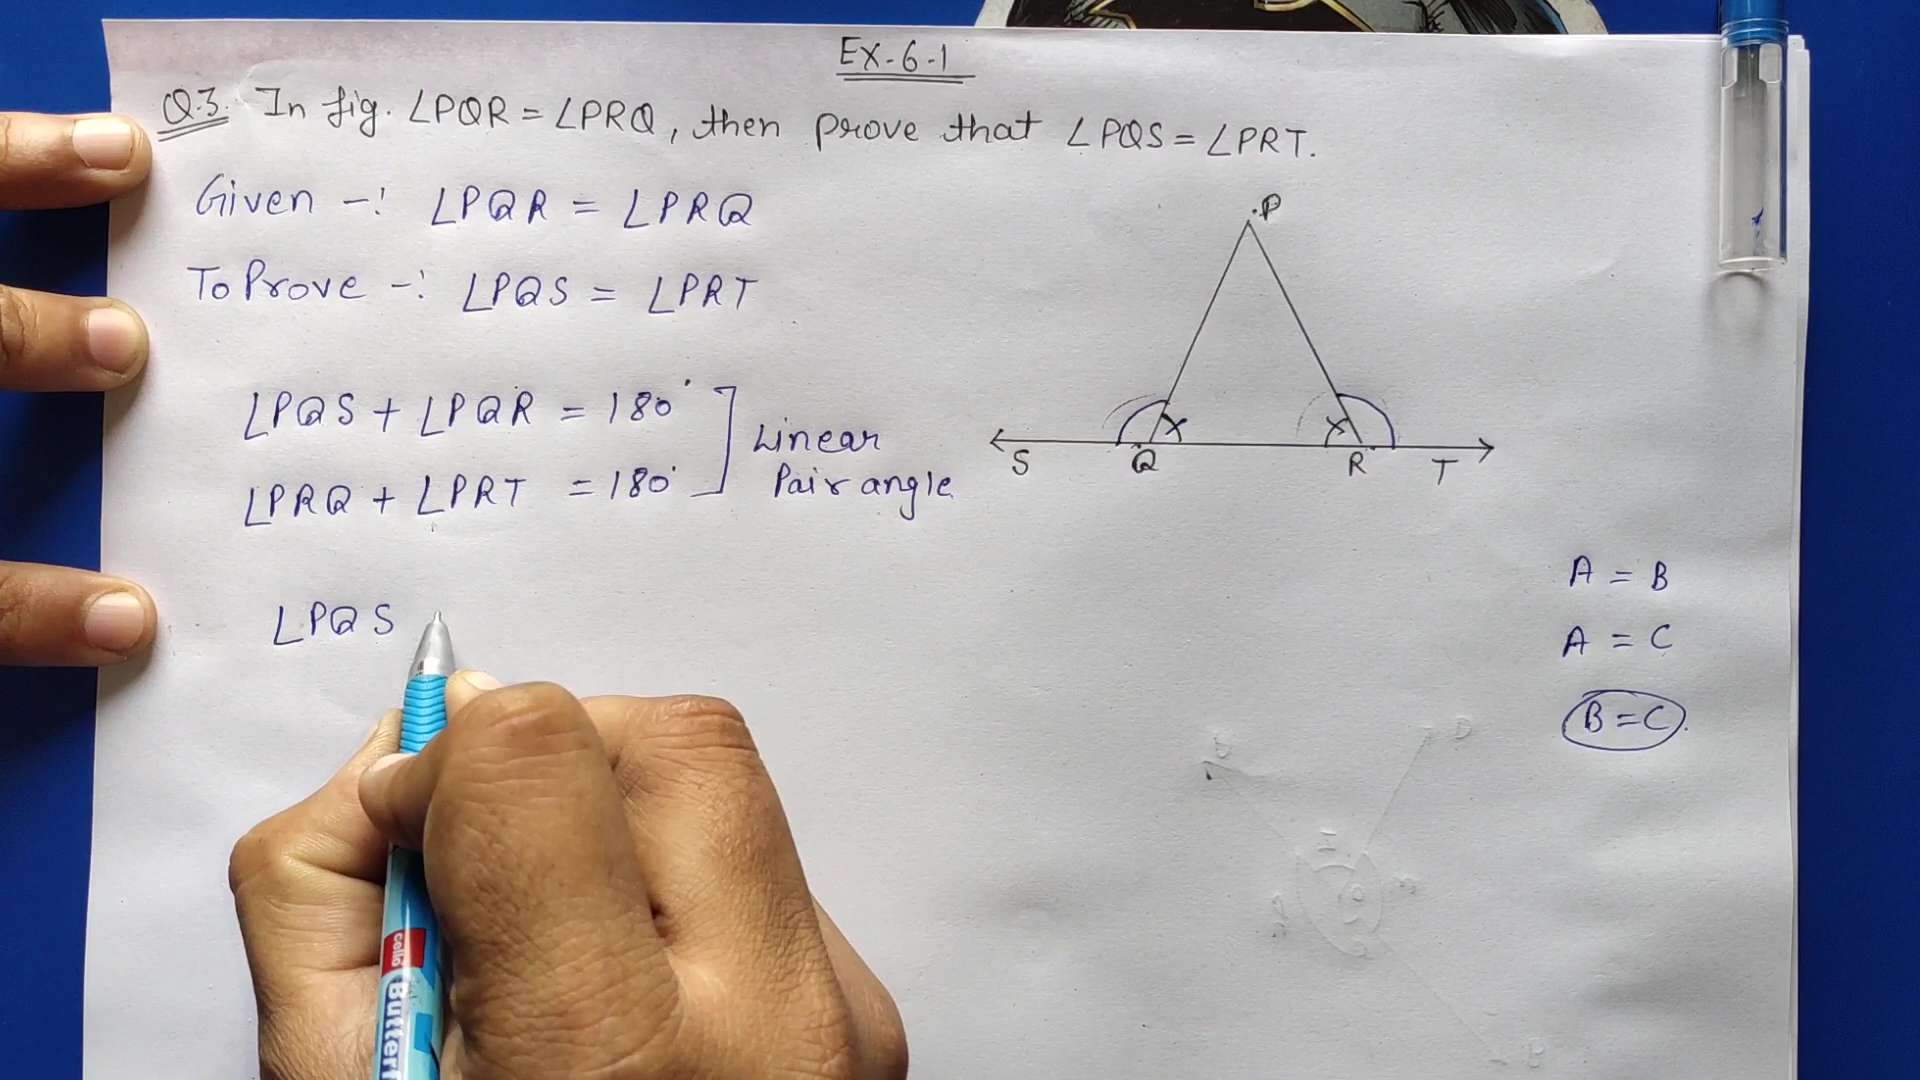 EX-6.1
Q.3. In fig. ∠PQR = ∠PRQ, then prove that ∠PQS = ∠PRT.
Given -: ∠PQR = ∠PRQ
To Prove -: ∠PQS = ∠PRT
∠PQS + ∠PQR = 180°
∠PRQ + ∠PRT = 180°
Linear
Pair angle
∠PQS
P
x
x
S
Q
R
T
A = B
A = C
B = C.
cello
Butterf